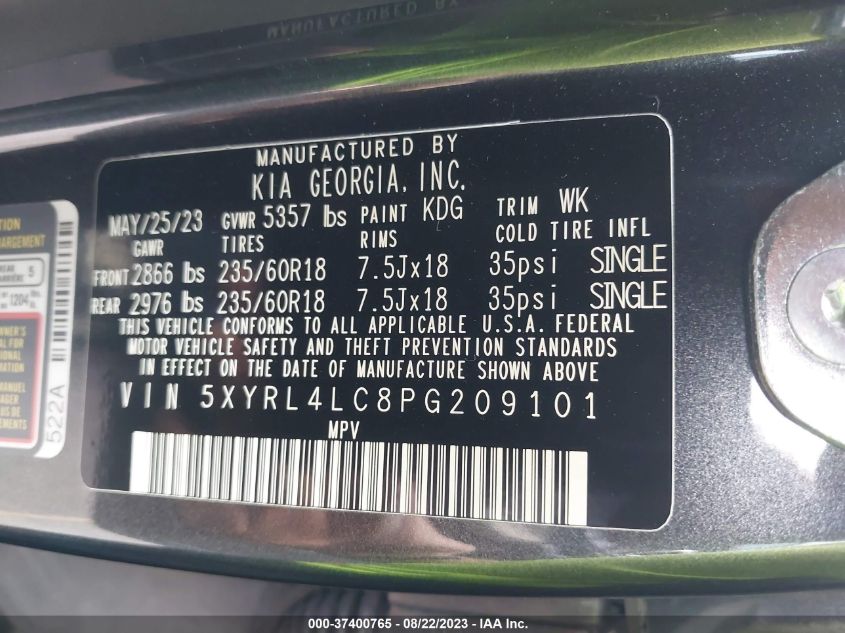 MANUFACTURED BY
KIA GEORGIA, INC.
MAY/25/23 GVWR 5357 lbs PAINT KDG TRIM WK
GAWR TIRES RIMS COLD TIRE INFL
FRONT 2866 lbs 235/60R18 7.5Jx18 35psi SINGLE
REAR 2976 lbs 235/60R18 7.5Jx18 35psi SINGLE
THIS VEHICLE CONFORMS TO ALL APPLICABLE U.S.A. FEDERAL
MOTOR VEHICLE SAFETY AND THEFT PREVENTION STANDARDS
IN EFFECT ON THE DATE OF MANUFACTURE SHOWN ABOVE
VIN 5XYRL4LC8PG209101
MPV
5
1204
522A
000-37400765 - 08/22/2023 - IAA Inc.